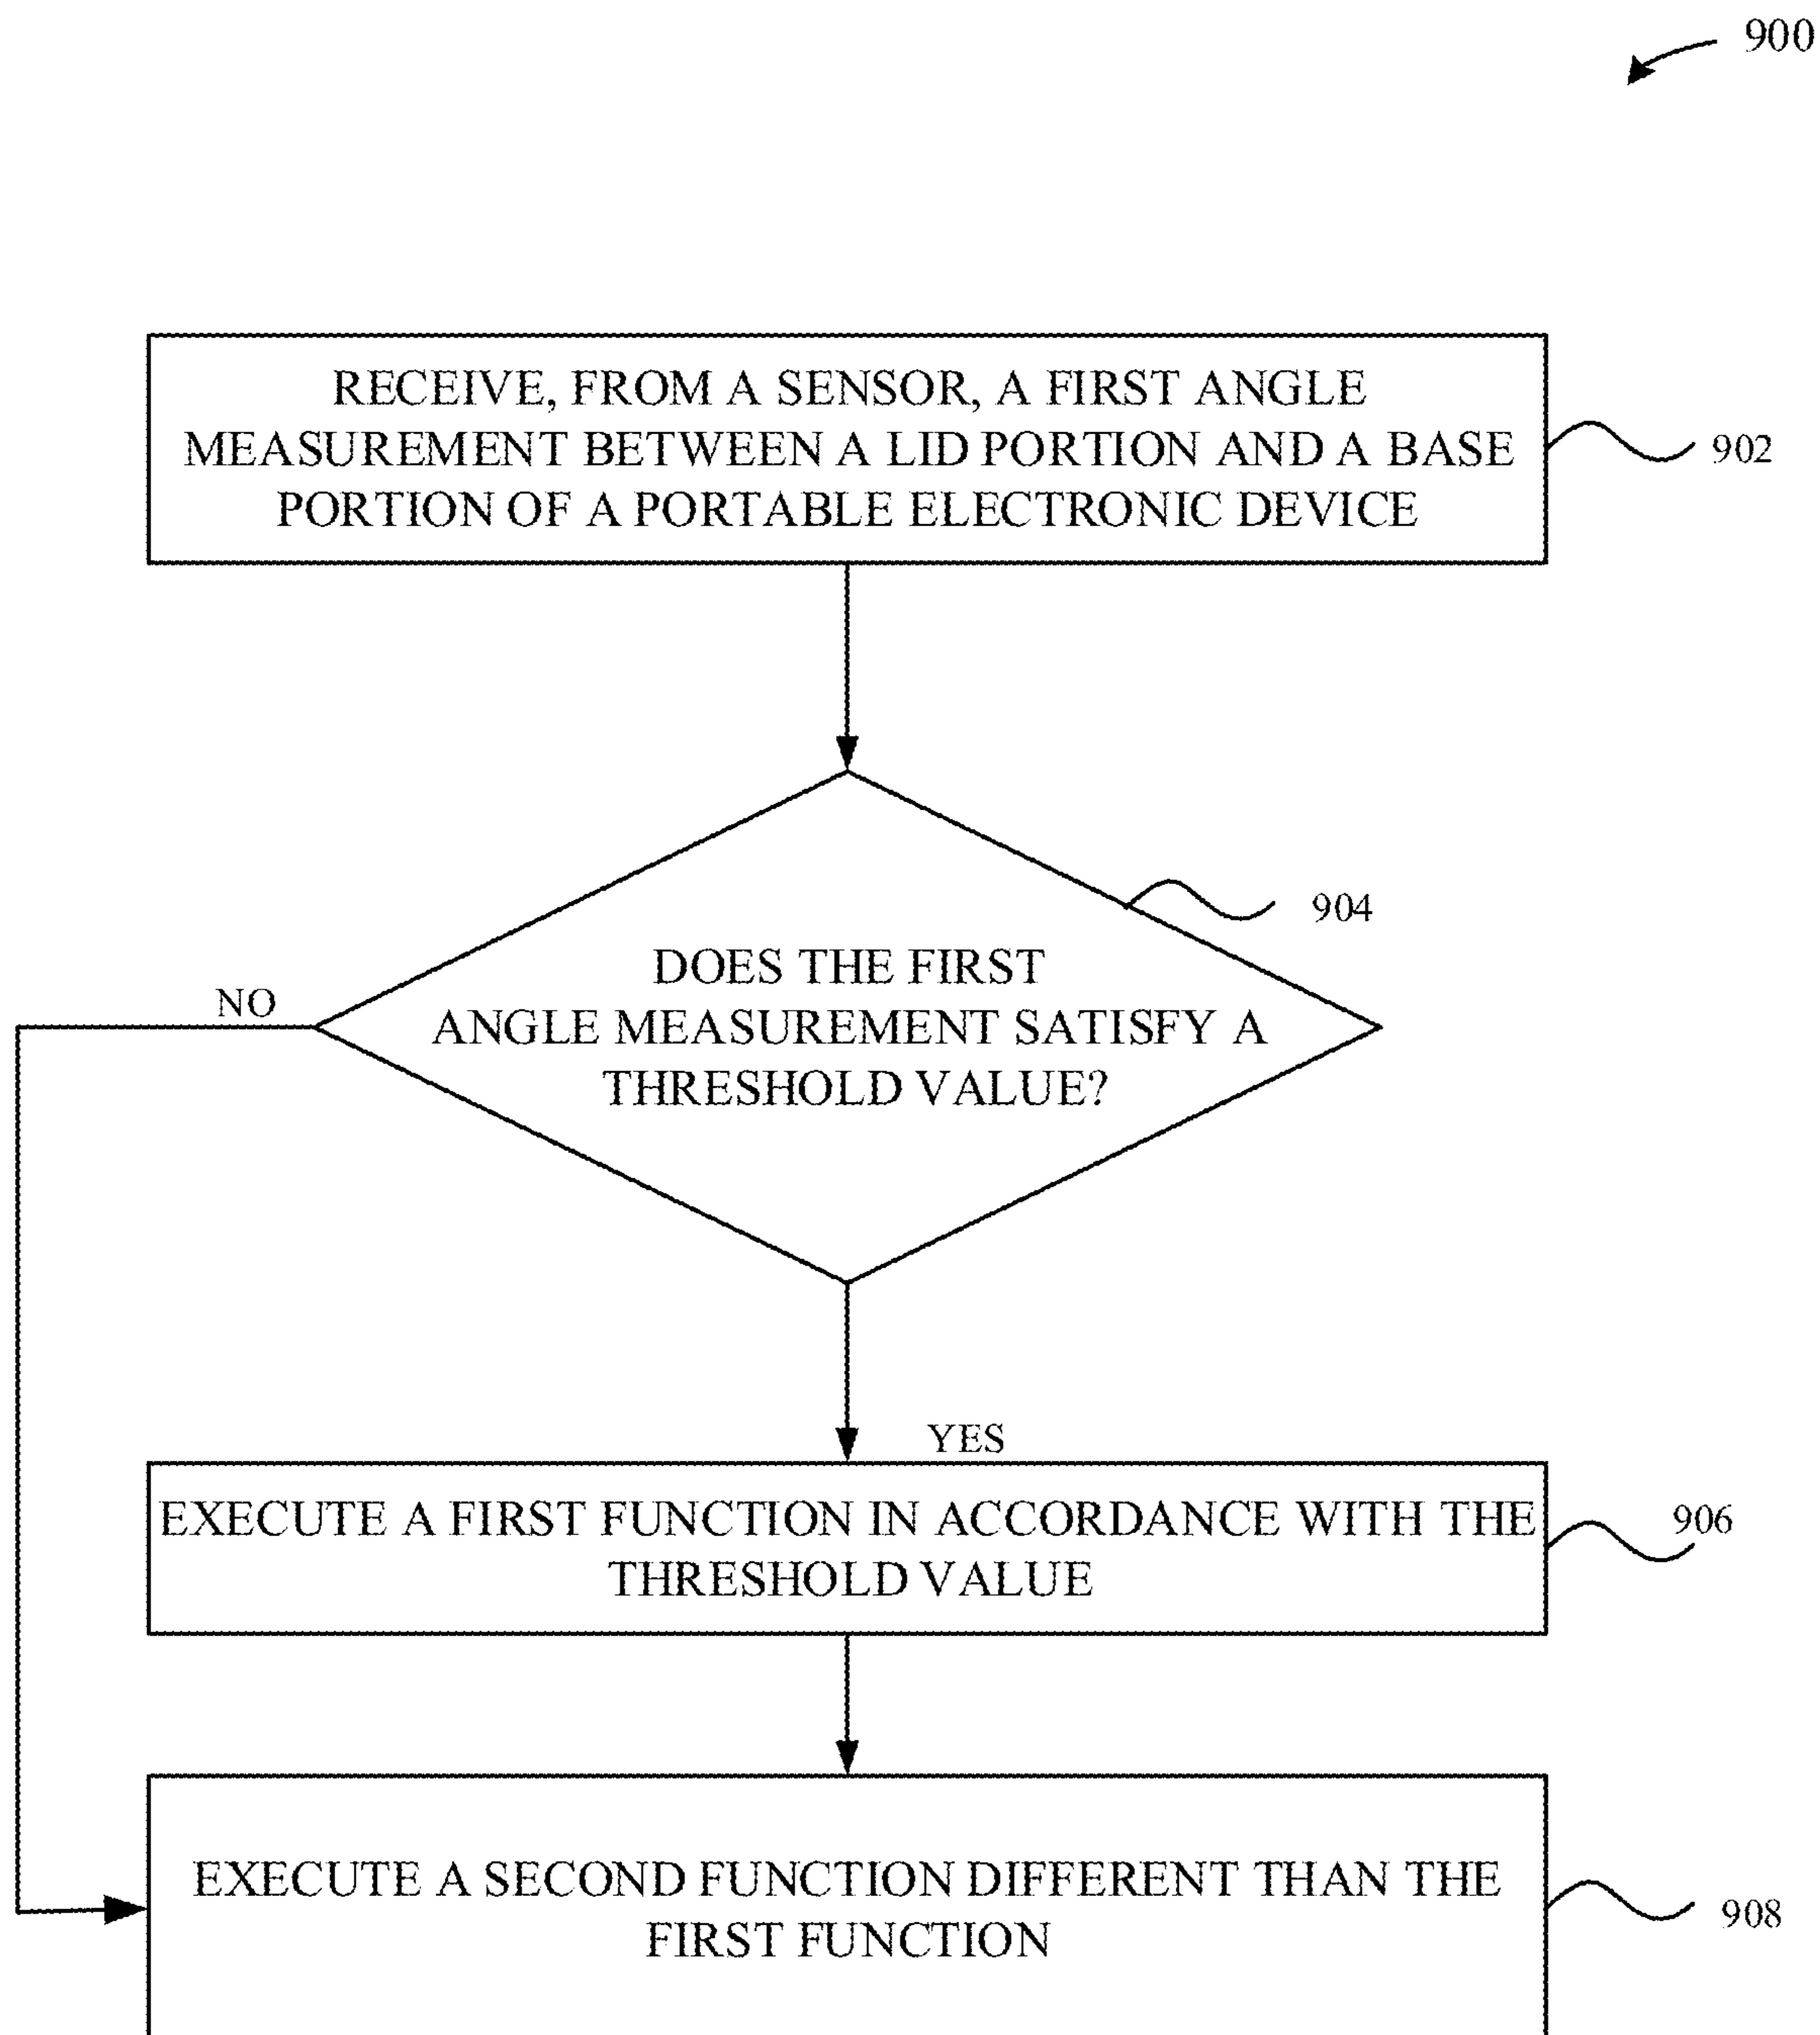 900
RECEIVE, FROM A SENSOR, A FIRST ANGLE
MEASUREMENT BETWEEN A LID PORTION AND A BASE
PORTION OF A PORTABLE ELECTRONIC DEVICE
902
904
DOES THE FIRST
ANGLE MEASUREMENT SATISFY A
THRESHOLD VALUE?
NO
YES
EXECUTE A FIRST FUNCTION IN ACCORDANCE WITH THE
THRESHOLD VALUE
906
EXECUTE A SECOND FUNCTION DIFFERENT THAN THE
FIRST FUNCTION
908